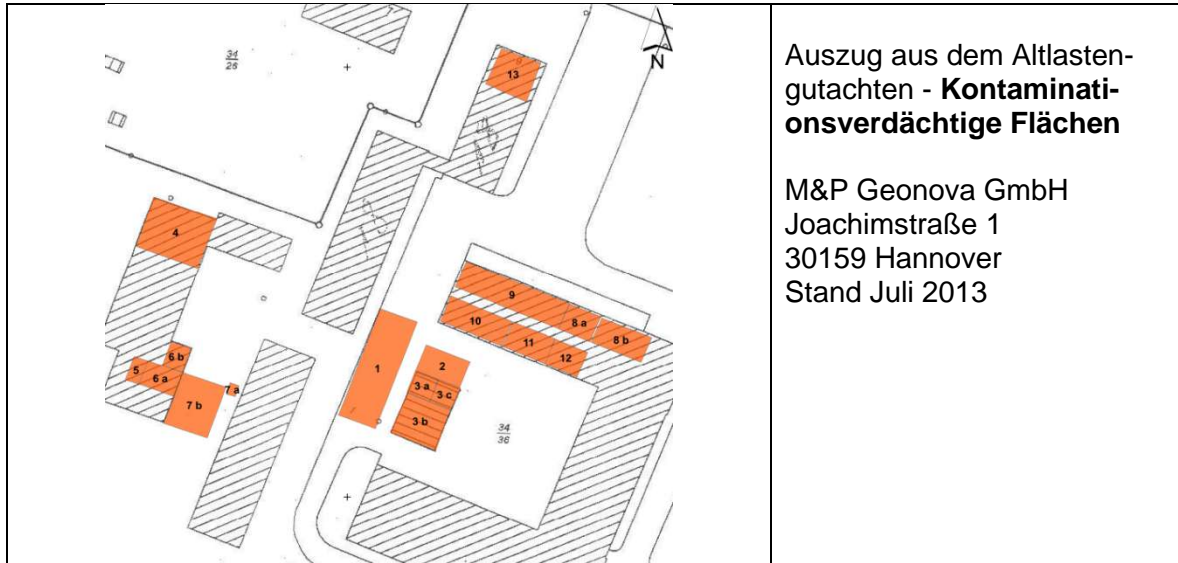 34
26
N
13
4
9
8 a
8 b
10
11
12
1
2
3 a
3 c
3 b
5
6 b
6 a
7 a
7 b
34
36
Auszug aus dem Altlasten-
gutachten - Kontaminati-
onsverdächtige Flächen
M&P Geonova GmbH
Joachimstraße 1
30159 Hannover
Stand Juli 2013